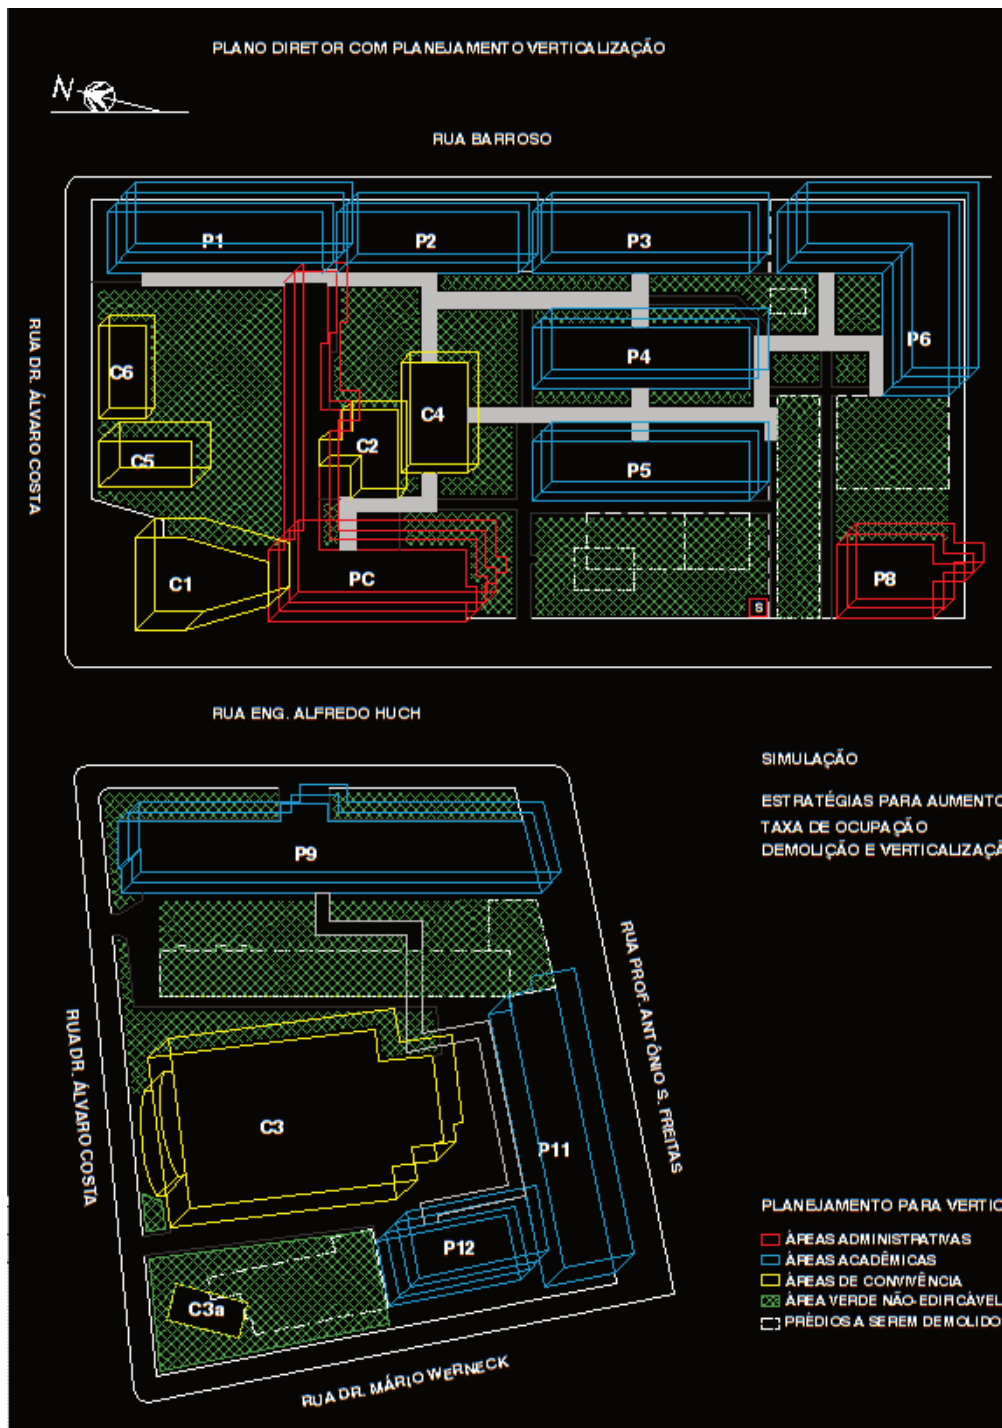 PLANO DIRETOR COM PLANEJAMENTO VERTICALIZAÇÃO
N
RUA BARROSO
P1
P2
P3
P4
P6
RUA DR. ÁLVARO COSTA
C6
C4
C2
C5
P5
C1
PC
P8
S
RUA ENG. ALFREDO HUCH
SIMULAÇÃO
ESTRATÉGIAS PARA AUMENTO
TAXA DE OCUPAÇÃO
DEMOLIÇÃO E VERTICALIZAÇÃ
P9
RUA PROF. ANTÔNIO S. FREITAS
RUA DR. ÁLVARO COSTA
C3
P11
P12
C3a
RUA DR. MÁRIO WERNECK
PLANEJAMENTO PARA VERTIC
ÁREAS ADMINISTRATIVAS
ÁREAS ACADÊMICAS
ÁREAS DE CONVIVÊNCIA
ÁREA VERDE NÃO-EDIFICÁVEL
PRÉDIOS A SEREM DEMOLIDO